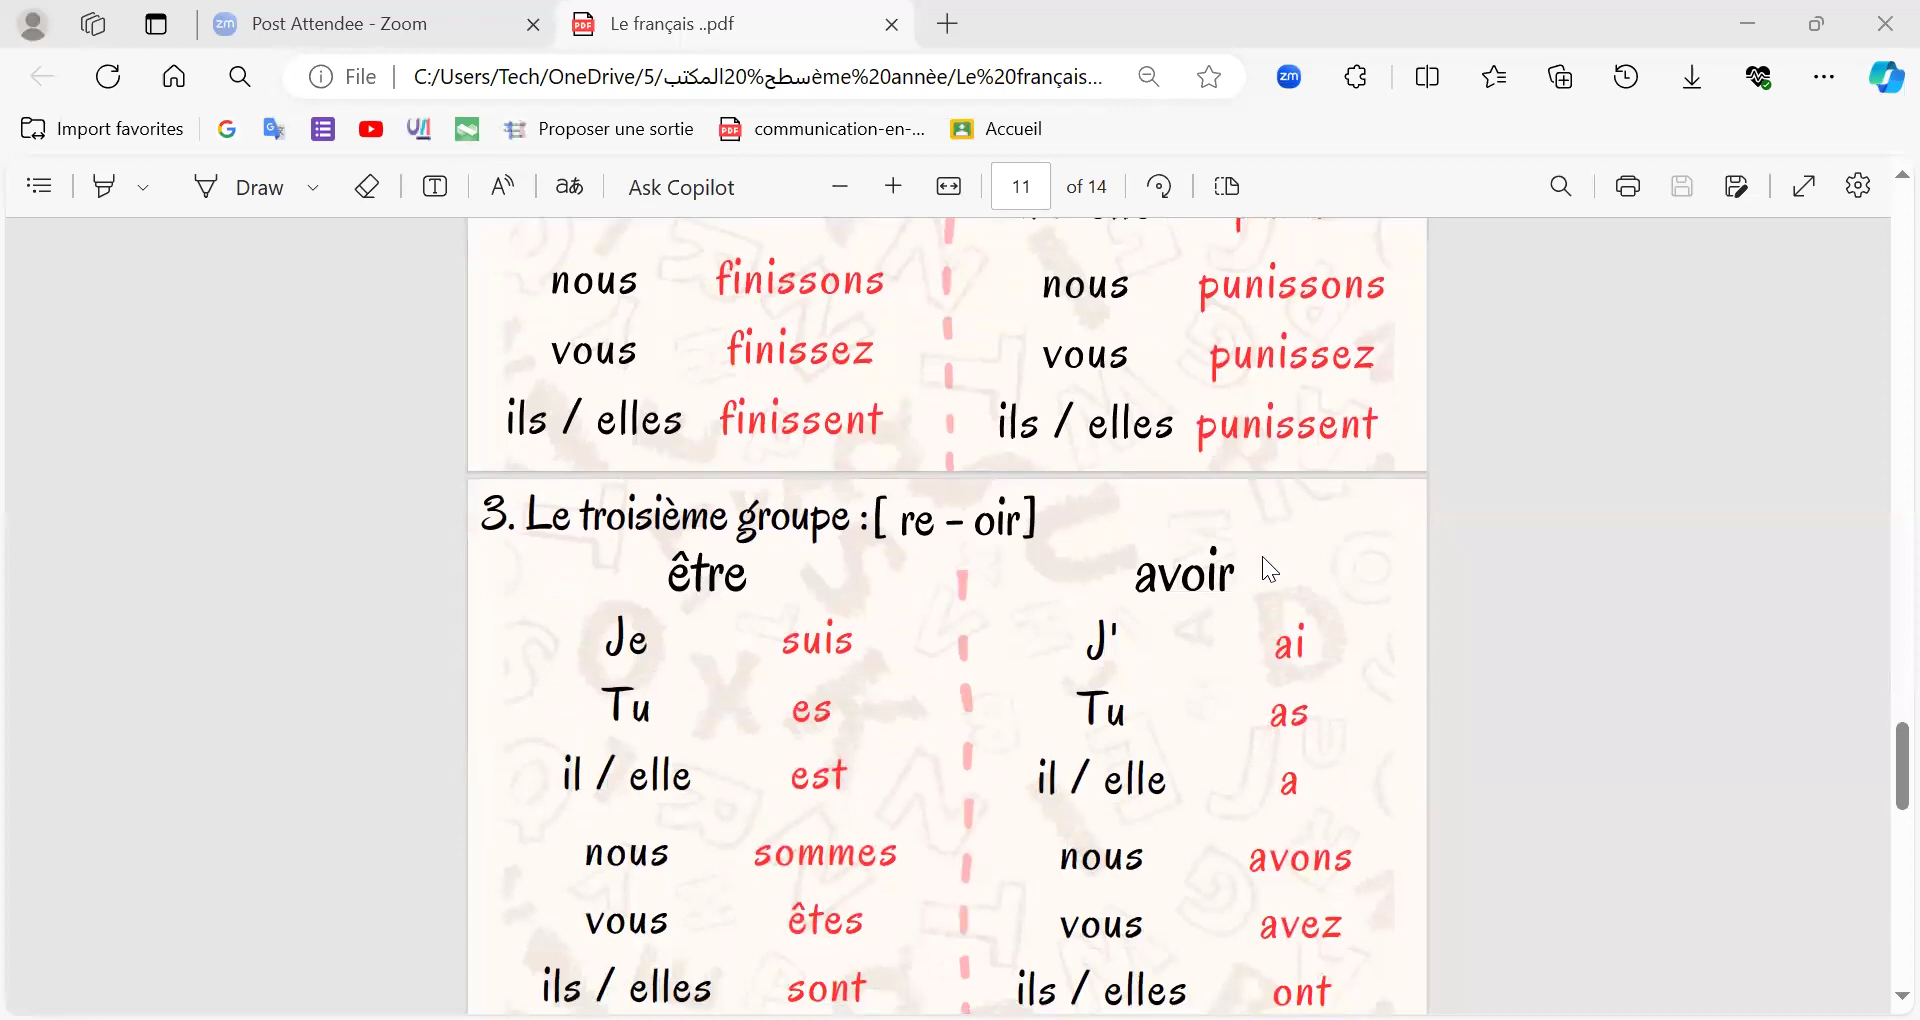 Post Attendee - Zoom
Le français ..pdf
File
C:/Users/Tech/OneDrive/5/سطح%20المكتبème%20annèe/Le%20français...
Import favorites
Proposer une sortie
communication-en-...
Accueil
Draw
Ask Copilot
11 of 14
nous finissons
nous punissons
vous finissez
vous punissez
ils / elles finissent
ils / elles punissent
3. Le troisième groupe :[ re - oir]
être
avoir
Je suis
J' ai
Tu es
Tu as
il / elle est
il / elle a
nous sommes
nous avons
vous êtes
vous avez
ils / elles sont
ils / elles ont